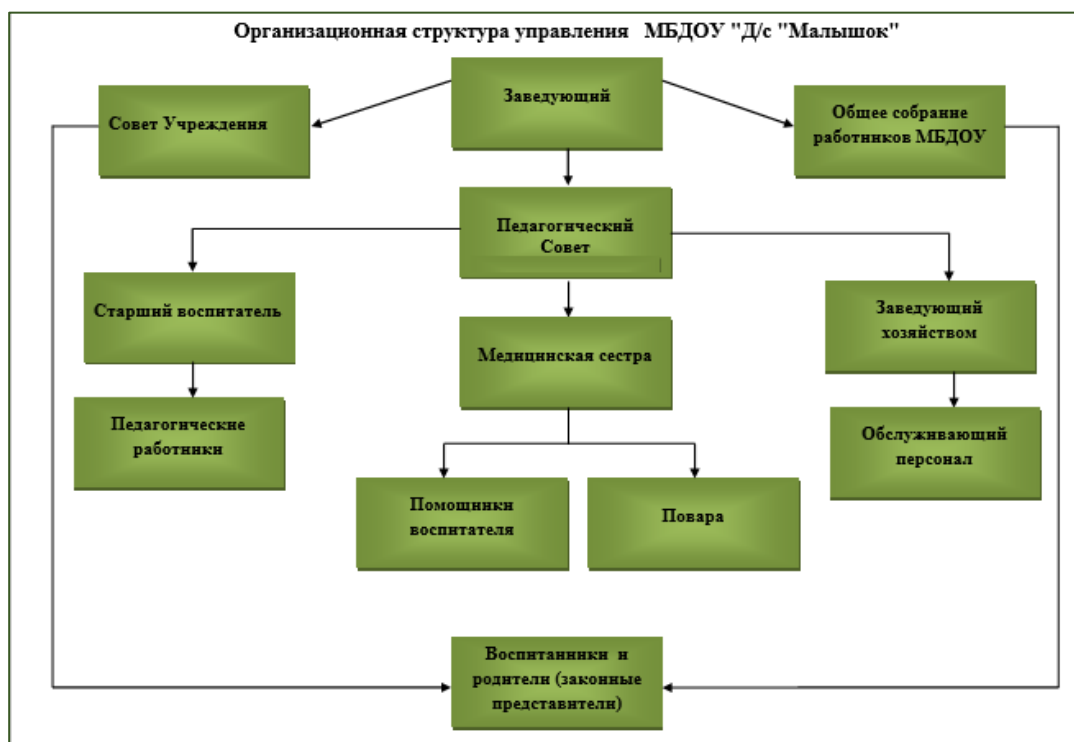 Организационная структура управления МБДОУ "Д/с "Малышок"
Заведующий
Совет Учреждения
Общее собрание
работников МБДОУ
Педагогический
Совет
Старший воспитатель
Медицинская сестра
Заведующий
хозяйством
Педагогические
работники
Обслуживающий
персонал
Помощники
воспитателя
Повара
Воспитанники и
родители (законные
представители)